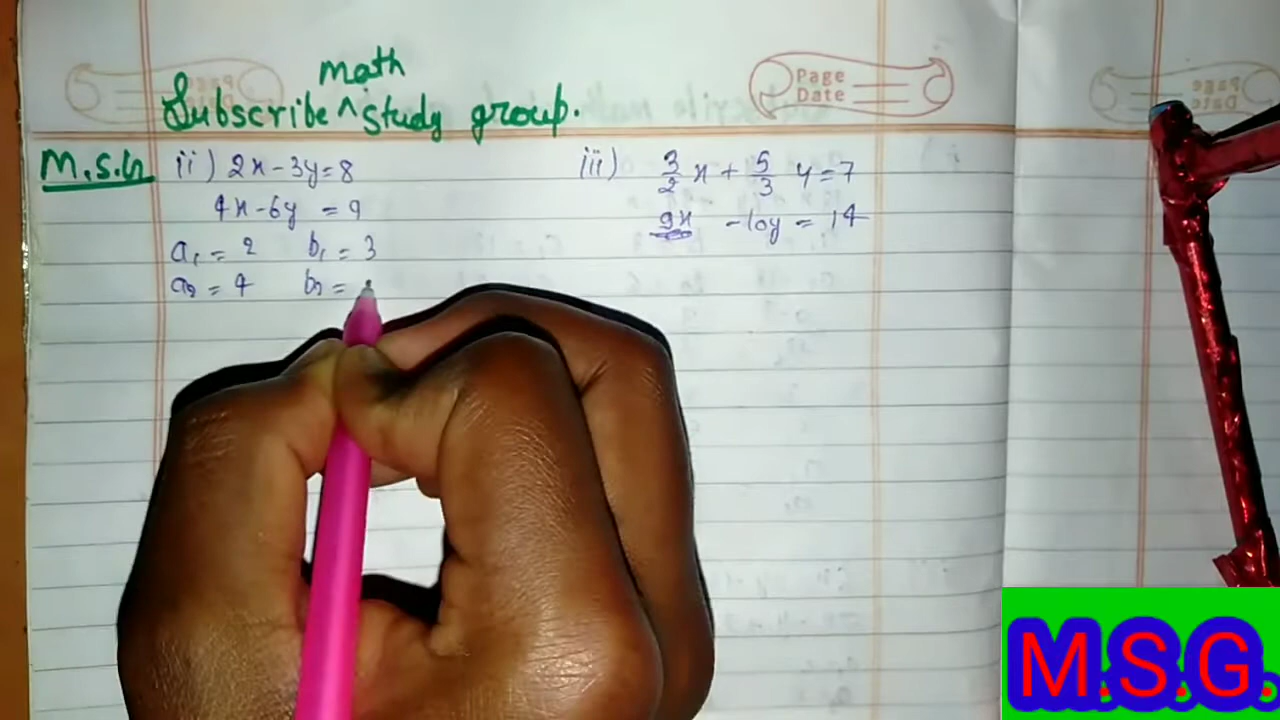 Page
Date
math
Subscribe ^ study group.
M.S.G ii) 2x - 3y = 8
4x - 6y = 9
a₁ = 2 b₁ = 3
a₂ = 4 b₂ =
iii) 3/2 x + 5/3 y = 7
9x - 10y = 14
M.S.G.